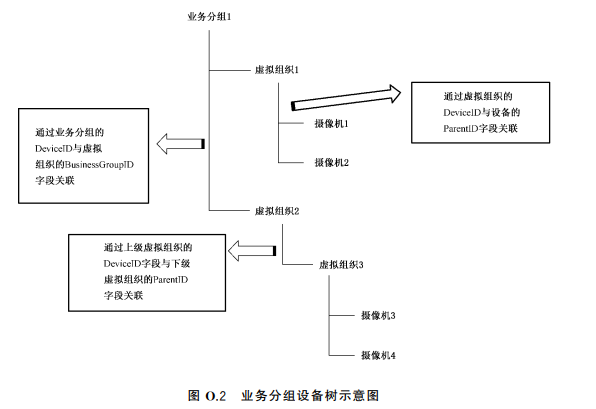 业务分组1
虚拟组织1
通过虚拟组织的
DeviceID与设备的
ParentID字段关联
摄像机1
通过业务分组的
DeviceID与虚拟
组织的BusinessGroupID
字段关联
摄像机2
虚拟组织2
通过上级虚拟组织的
DeviceID字段与下级
虚拟组织的ParentID
字段关联
虚拟组织3
摄像机3
摄像机4
图 O.2 业务分组设备树示意图